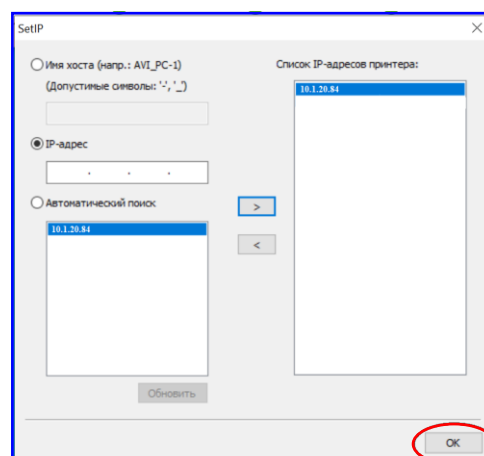 SetIP
Имя хоста (напр.: AVI_PC-1)
(Допустимые символы: '-', '_')
IP-адрес
. . .
Автоматический поиск
10.1.20.84
Обновить
>
<
Список IP-адресов принтера:
10.1.20.84
OK